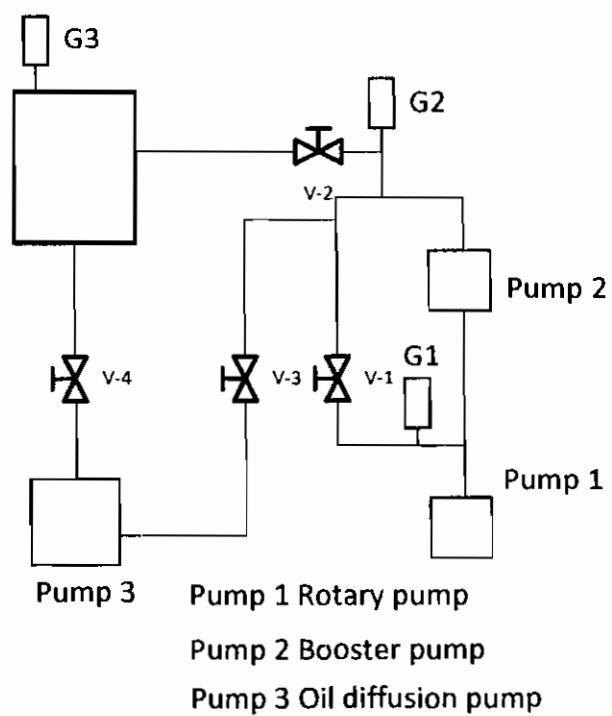 G3
G2
V-2
Pump 2
G1
V-4
V-3
V-1
Pump 1
Pump 3
Pump 1 Rotary pump
Pump 2 Booster pump
Pump 3 Oil diffusion pump